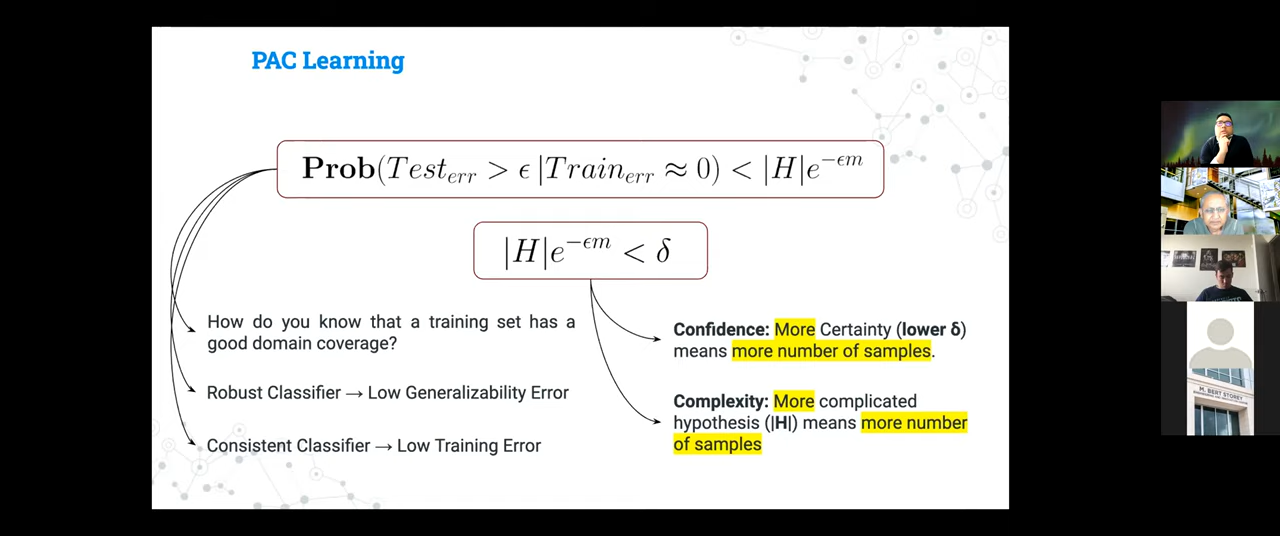 PAC Learning
Prob(Test_err > ϵ |Train_err ≈ 0) < |H|e^{−ϵm}
|H|e^{−ϵm} < δ
How do you know that a training set has a
good domain coverage?
Robust Classifier → Low Generalizability Error
Consistent Classifier → Low Training Error
Confidence: More Certainty (lower δ)
means more number of samples.
Complexity: More complicated
hypothesis (|H|) means more number
of samples
M. BERT STOREY